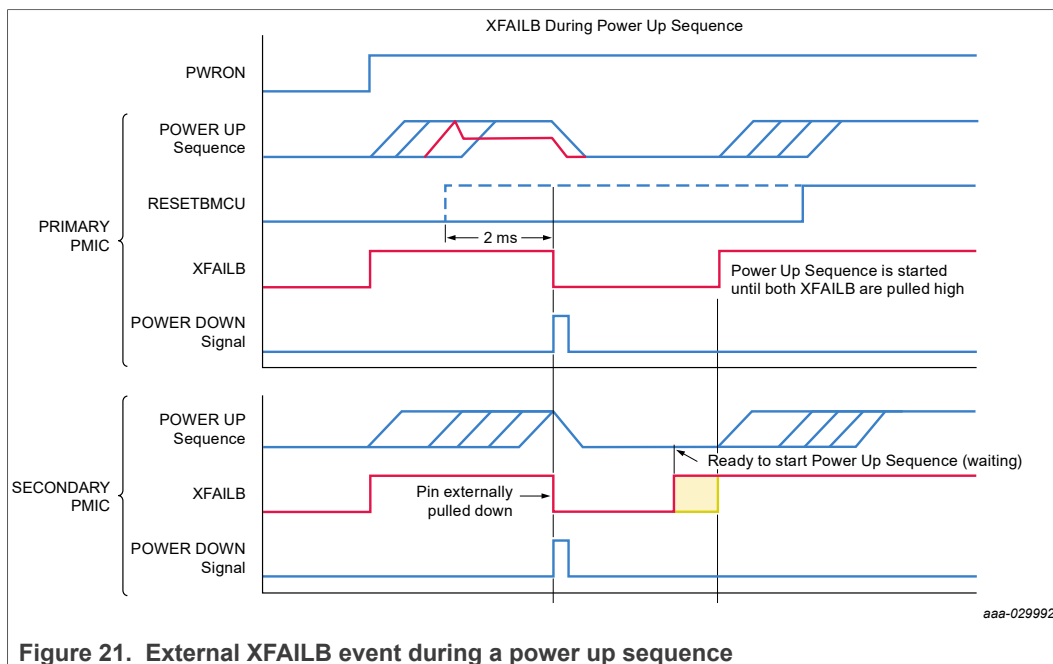 XFAILB During Power Up Sequence
PWRON
PRIMARY
PMIC
POWER UP
Sequence
RESETBMCU
2 ms
XFAILB
Power Up Sequence is started
until both XFAILB are pulled high
POWER DOWN
Signal
SECONDARY
PMIC
POWER UP
Sequence
Ready to start Power Up Sequence (waiting)
XFAILB
Pin externally
pulled down
POWER DOWN
Signal
aaa-029992
Figure 21. External XFAILB event during a power up sequence